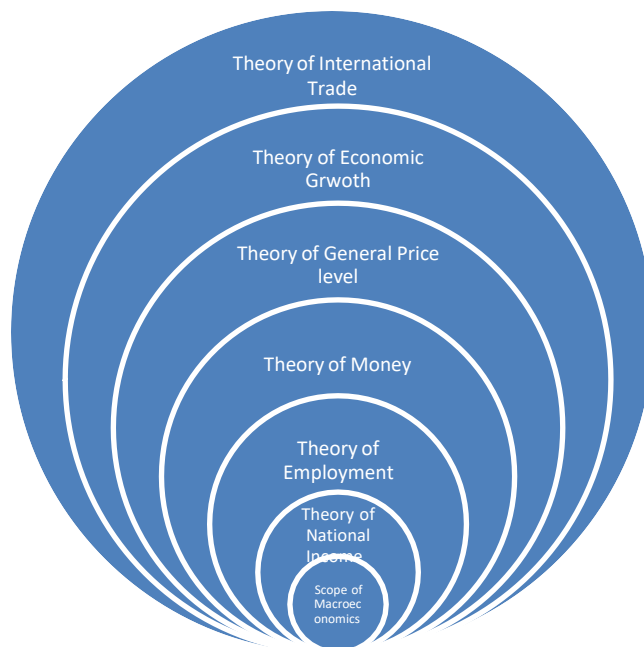 Theory of International
Trade
Theory of Economic
Grwoth
Theory of General Price
level
Theory of Money
Theory of
Employment
Theory of
National
Income
Scope of
Macroec
onomics